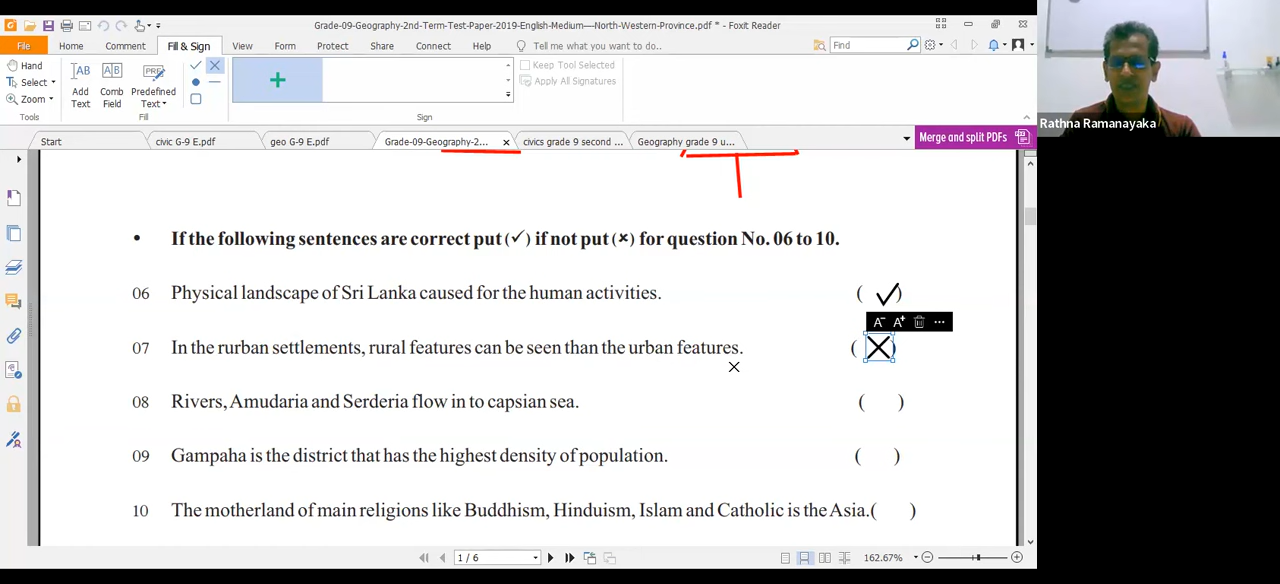 Grade-09-Geography-2nd-Term-Test-Paper-2019-English-Medium—North-Western-Province.pdf * - Foxit Reader
File Home Comment Fill & Sign View Form Protect Share Connect Help Tell me what you want to do.. Find
Hand
Select
Zoom
Tools
Add Text
Comb Field
Predefined Text
Fill
Keep Tool Selected
Apply All Signatures
Sign
Rathna Ramanayaka
Start civic G-9 E.pdf geo G-9 E.pdf Grade-09-Geography-2... civics grade 9 second ... Geography grade 9 u... Merge and split PDFs
• If the following sentences are correct put (✓) if not put (×) for question No. 06 to 10.
06 Physical landscape of Sri Lanka caused for the human activities. ( ✓ )
A- A+
07 In the rurban settlements, rural features can be seen than the urban features. ( × )
08 Rivers, Amudaria and Serderia flow in to capsian sea. ( )
09 Gampaha is the district that has the highest density of population. ( )
10 The motherland of main religions like Buddhism, Hinduism, Islam and Catholic is the Asia.( )
1 / 6 162.67%